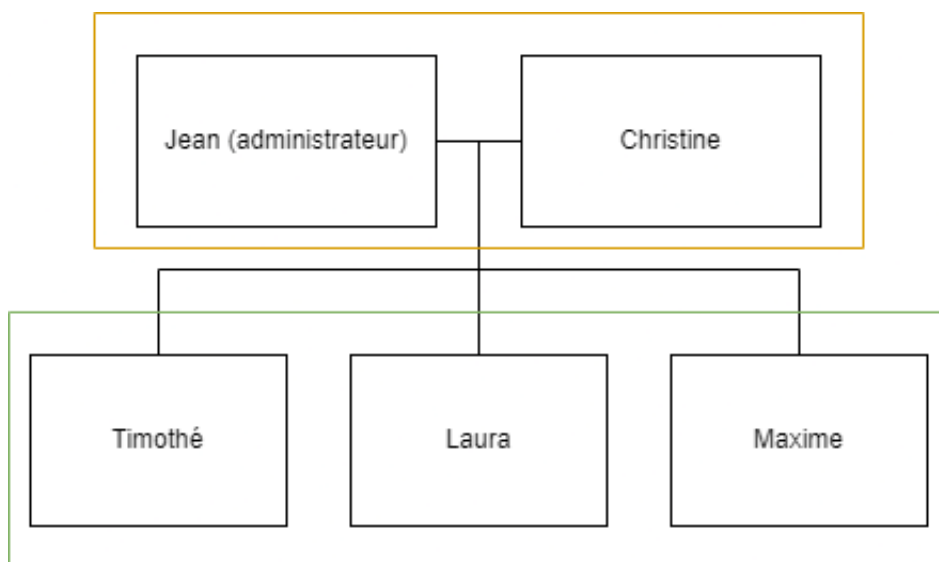 Jean (administrateur)
Christine
Timothé
Laura
Maxime